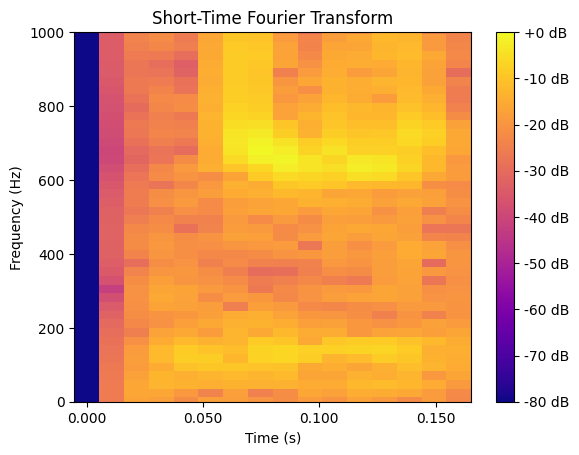 Short-Time Fourier Transform
Frequency (Hz)
1000
800
600
400
200
0
0.000
0.050
0.100
0.150
Time (s)
+0 dB
-10 dB
-20 dB
-30 dB
-40 dB
-50 dB
-60 dB
-70 dB
-80 dB